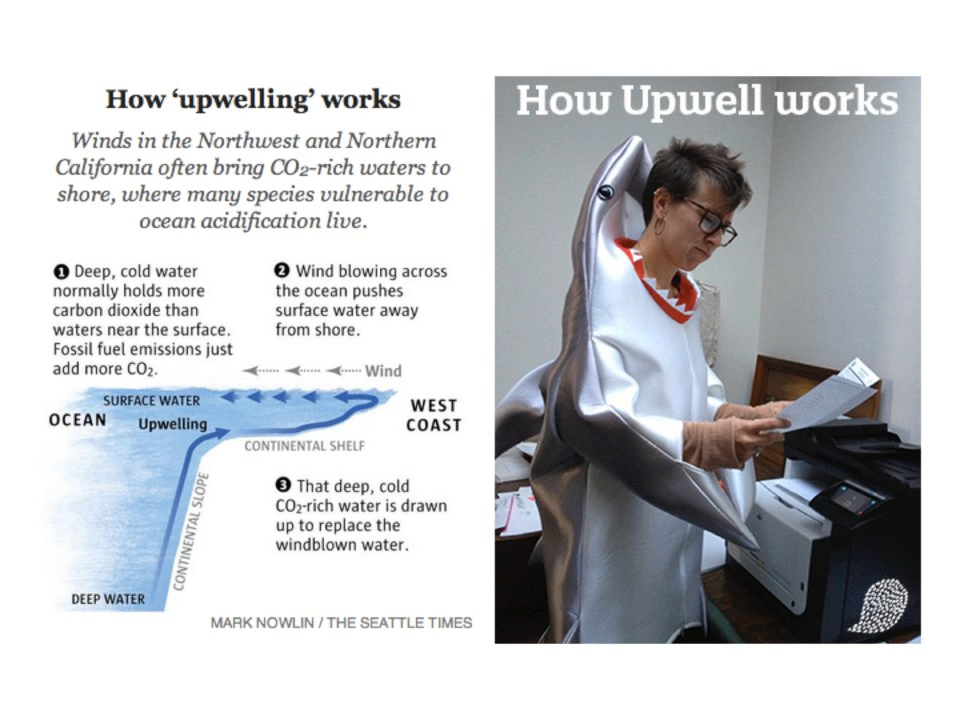 How ‘upwelling’ works
Winds in the Northwest and Northern
California often bring CO₂-rich waters to
shore, where many species vulnerable to
ocean acidification live.
❶ Deep, cold water
normally holds more
carbon dioxide than
waters near the surface.
Fossil fuel emissions just
add more CO₂.
❷ Wind blowing across
the ocean pushes
surface water away
from shore.
Wind
SURFACE WATER
OCEAN
Upwelling
WEST
COAST
CONTINENTAL SHELF
CONTINENTAL SLOPE
❸ That deep, cold
CO₂-rich water is drawn
up to replace the
windblown water.
DEEP WATER
MARK NOWLIN / THE SEATTLE TIMES
How Upwell works